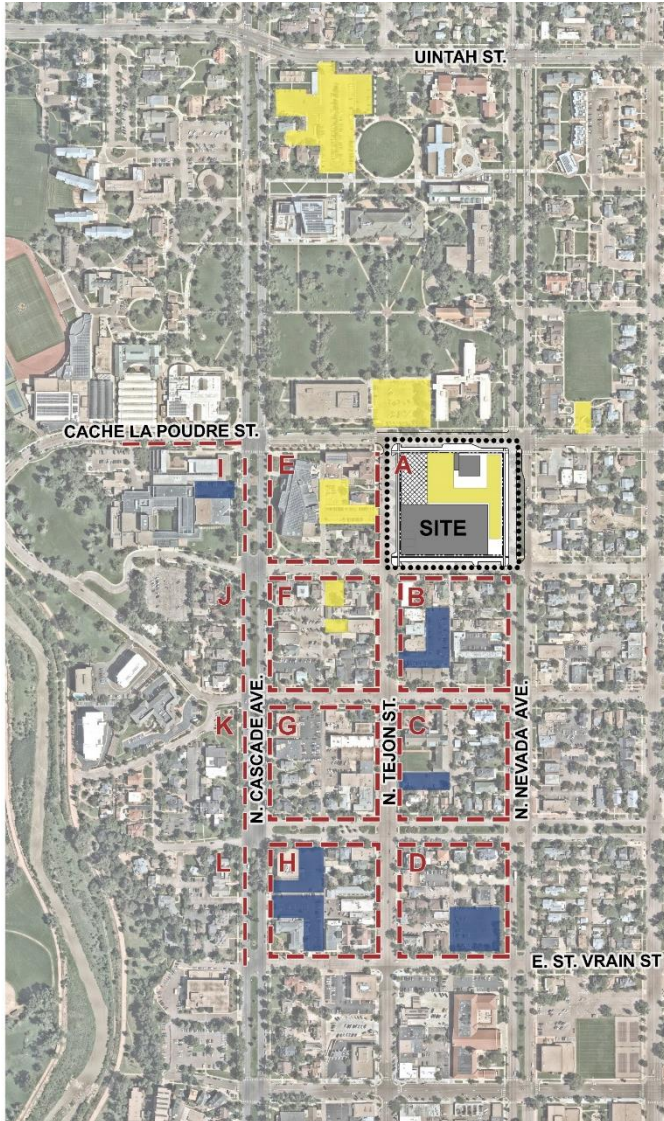 UINTAH ST.
CACHE LA POUDRE ST.
I
E
A
SITE
J
F
B
N. CASCADE AVE.
N. TEJON ST.
N. NEVADA AVE.
K
G
C
L
H
D
E. ST. VRAIN ST